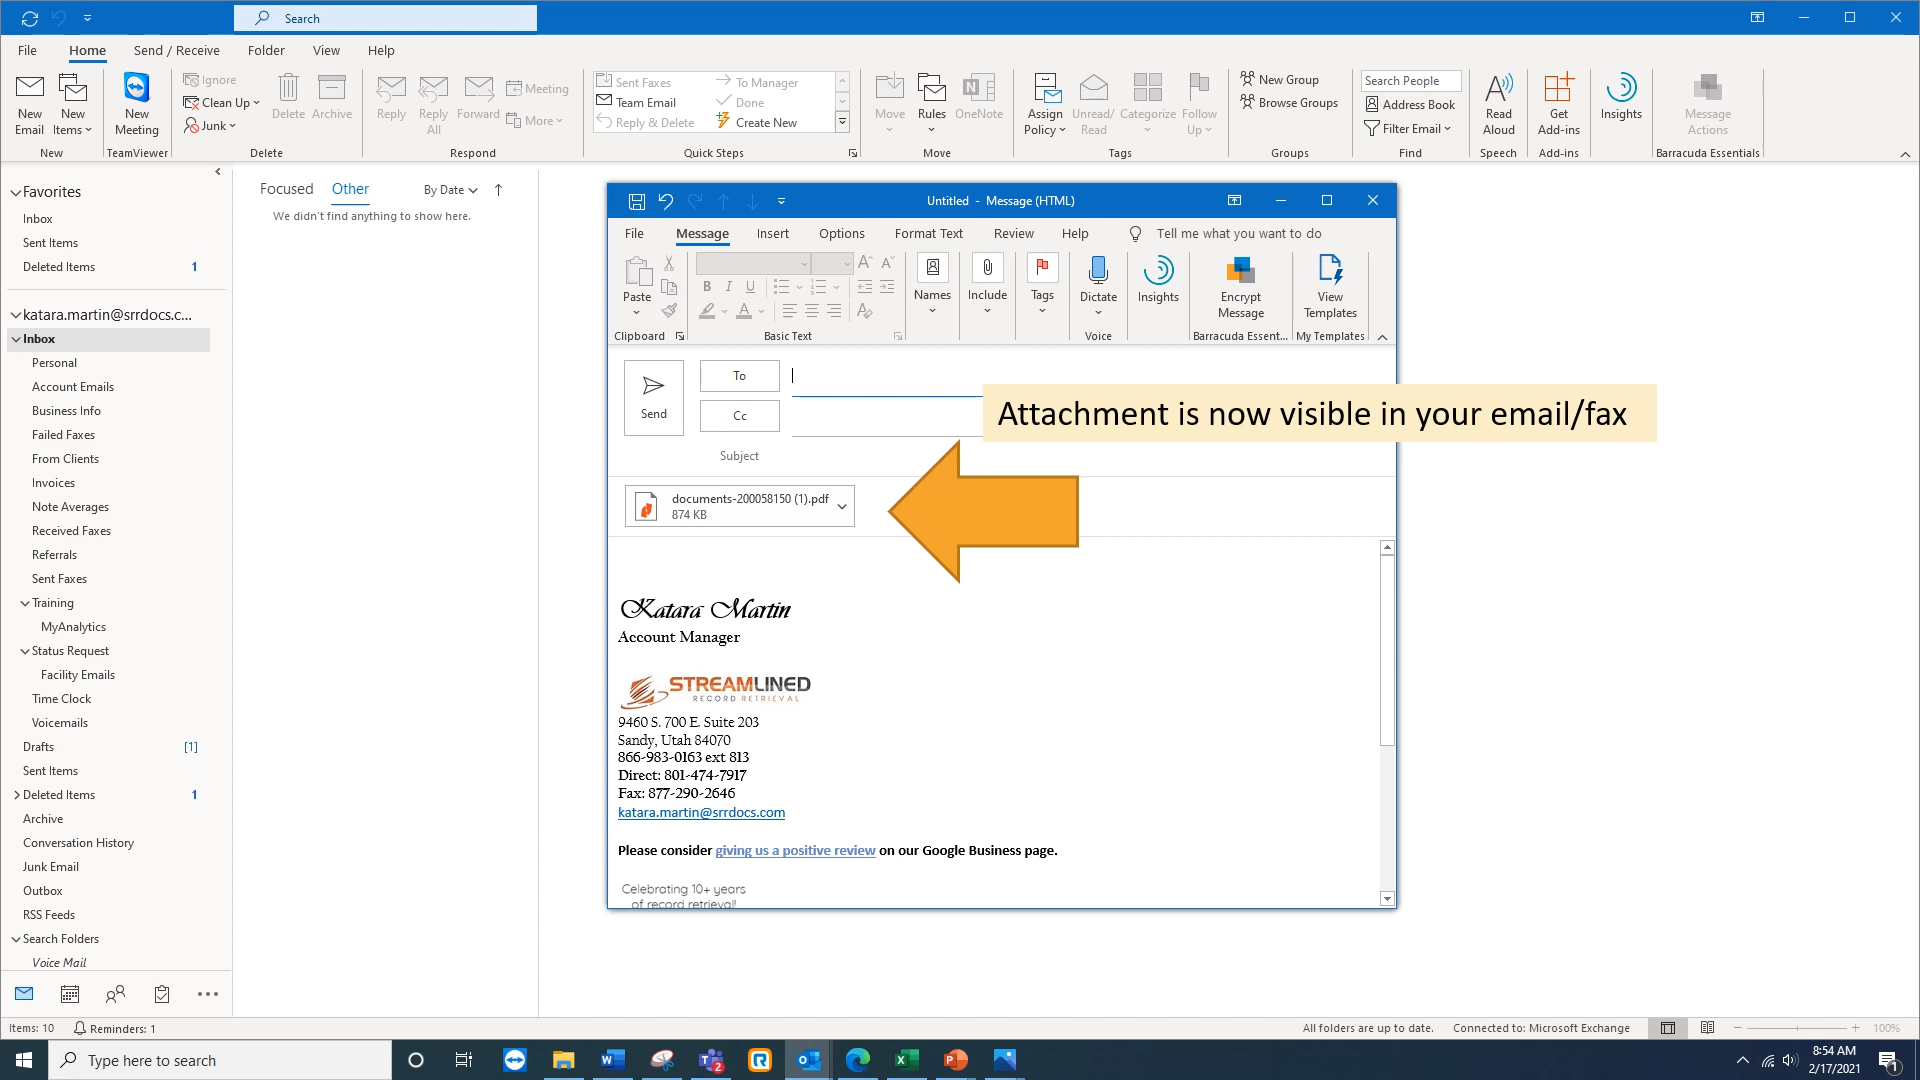 Search
File Home Send / Receive Folder View Help
New Email
New Items
New
New Meeting
TeamViewer
Ignore
Clean Up
Junk
Delete
Archive
Delete
Reply
Reply All
Forward
Meeting
More
Respond
Sent Faxes
To Manager
Team Email
Done
Reply & Delete
Create New
Quick Steps
Move
Rules
OneNote
Move
Assign Policy
Unread/ Read
Categorize
Follow Up
Tags
New Group
Browse Groups
Groups
Search People
Address Book
Filter Email
Find
Read Aloud
Speech
Get Add-ins
Add-ins
Insights
Message Actions
Barracuda Essentials
Favorites
Inbox
Sent Items
Deleted Items 1
katara.martin@srrdocs.c...
Inbox
Personal
Account Emails
Business Info
Failed Faxes
From Clients
Invoices
Note Averages
Received Faxes
Referrals
Sent Faxes
Training
MyAnalytics
Status Request
Facility Emails
Time Clock
Voicemails
Drafts [1]
Sent Items
Deleted Items 1
Archive
Conversation History
Junk Email
Outbox
RSS Feeds
Search Folders
Voice Mail
Focused Other By Date
We didn't find anything to show here.
Untitled - Message (HTML)
File Message Insert Options Format Text Review Help Tell me what you want to do
Paste
Clipboard
B I U
A
Basic Text
Names
Include
Tags
Dictate
Voice
Insights
Encrypt Message
Barracuda Essent...
View Templates
My Templates
Send
To
Cc
Subject
Attachment is now visible in your email/fax
documents-200058150 (1).pdf
874 KB
Katara Martin
Account Manager
STREAMLINED
RECORD RETRIEVAL
9460 S. 700 E. Suite 203
Sandy, Utah 84070
866-983-0163 ext 813
Direct: 801-474-7917
Fax: 877-290-2646
katara.martin@srrdocs.com
Please consider giving us a positive review on our Google Business page.
Celebrating 10+ years
of record retrieval!
Items: 10 Reminders: 1
All folders are up to date. Connected to: Microsoft Exchange 100%
Type here to search
2
8:54 AM
2/17/2021
1